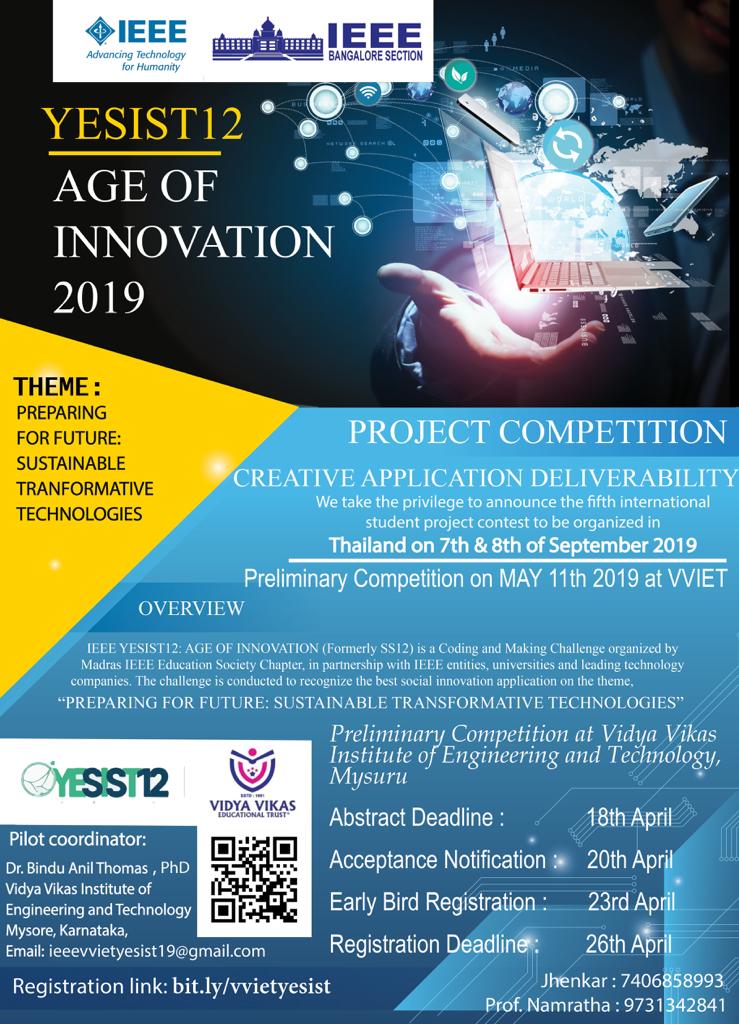 IEEE
Advancing Technology
for Humanity
IEEE
BANGALORE SECTION
YESIST12
AGE OF
INNOVATION
2019
THEME :
PREPARING
FOR FUTURE:
SUSTAINABLE
TRANFORMATIVE
TECHNOLOGIES
PROJECT COMPETITION
CREATIVE APPLICATION DELIVERABILITY
We take the privilege to announce the fifth international
student project contest to be organized in
Thailand on 7th & 8th of September 2019
Preliminary Competition on MAY 11th 2019 at VVIET
OVERVIEW
IEEE YESIST12: AGE OF INNOVATION (Formerly SS12) is a Coding and Making Challenge organized by
Madras IEEE Education Society Chapter, in partnership with IEEE entities, universities and leading technology
companies. The challenge is conducted to recognize the best social innovation application on the theme,
“PREPARING FOR FUTURE: SUSTAINABLE TRANSFORMATIVE TECHNOLOGIES”
Preliminary Competition at Vidya Vikas
Institute of Engineering and Technology,
Mysuru
Abstract Deadline : 18th April
Acceptance Notification : 20th April
Early Bird Registration : 23rd April
Registration Deadline : 26th April
YESIST12
ESTD : 1981
VIDYA VIKAS
EDUCATIONAL TRUST
Pilot coordinator:
Dr. Bindu Anil Thomas , PhD
Vidya Vikas Institute of
Engineering and Technology
Mysore, Karnataka,
Email: ieeevvietyesist19@gmail.com
Registration link: bit.ly/vvietyesist
Jhenkar : 7406858993
Prof. Namratha : 9731342841